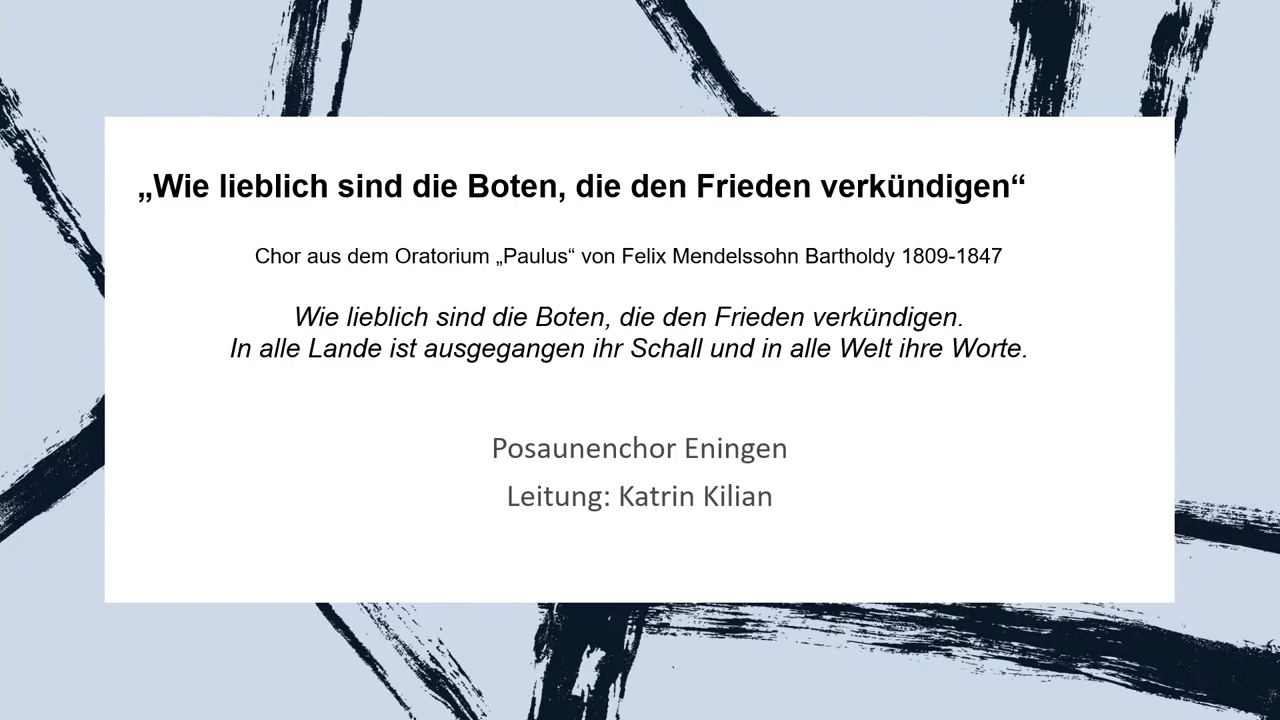 „Wie lieblich sind die Boten, die den Frieden verkündigen“
Chor aus dem Oratorium „Paulus“ von Felix Mendelssohn Bartholdy 1809-1847
Wie lieblich sind die Boten, die den Frieden verkündigen.
In alle Lande ist ausgegangen ihr Schall und in alle Welt ihre Worte.
Posaunenchor Eningen
Leitung: Katrin Kilian